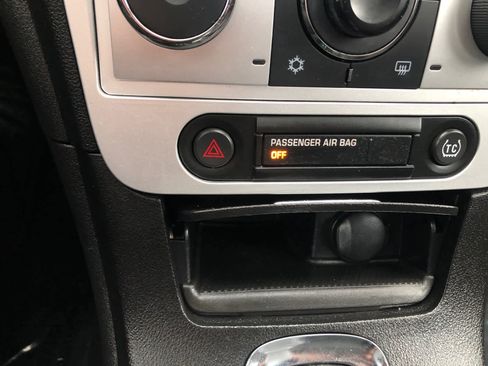 PASSENGER AIR BAG
OFF
TC